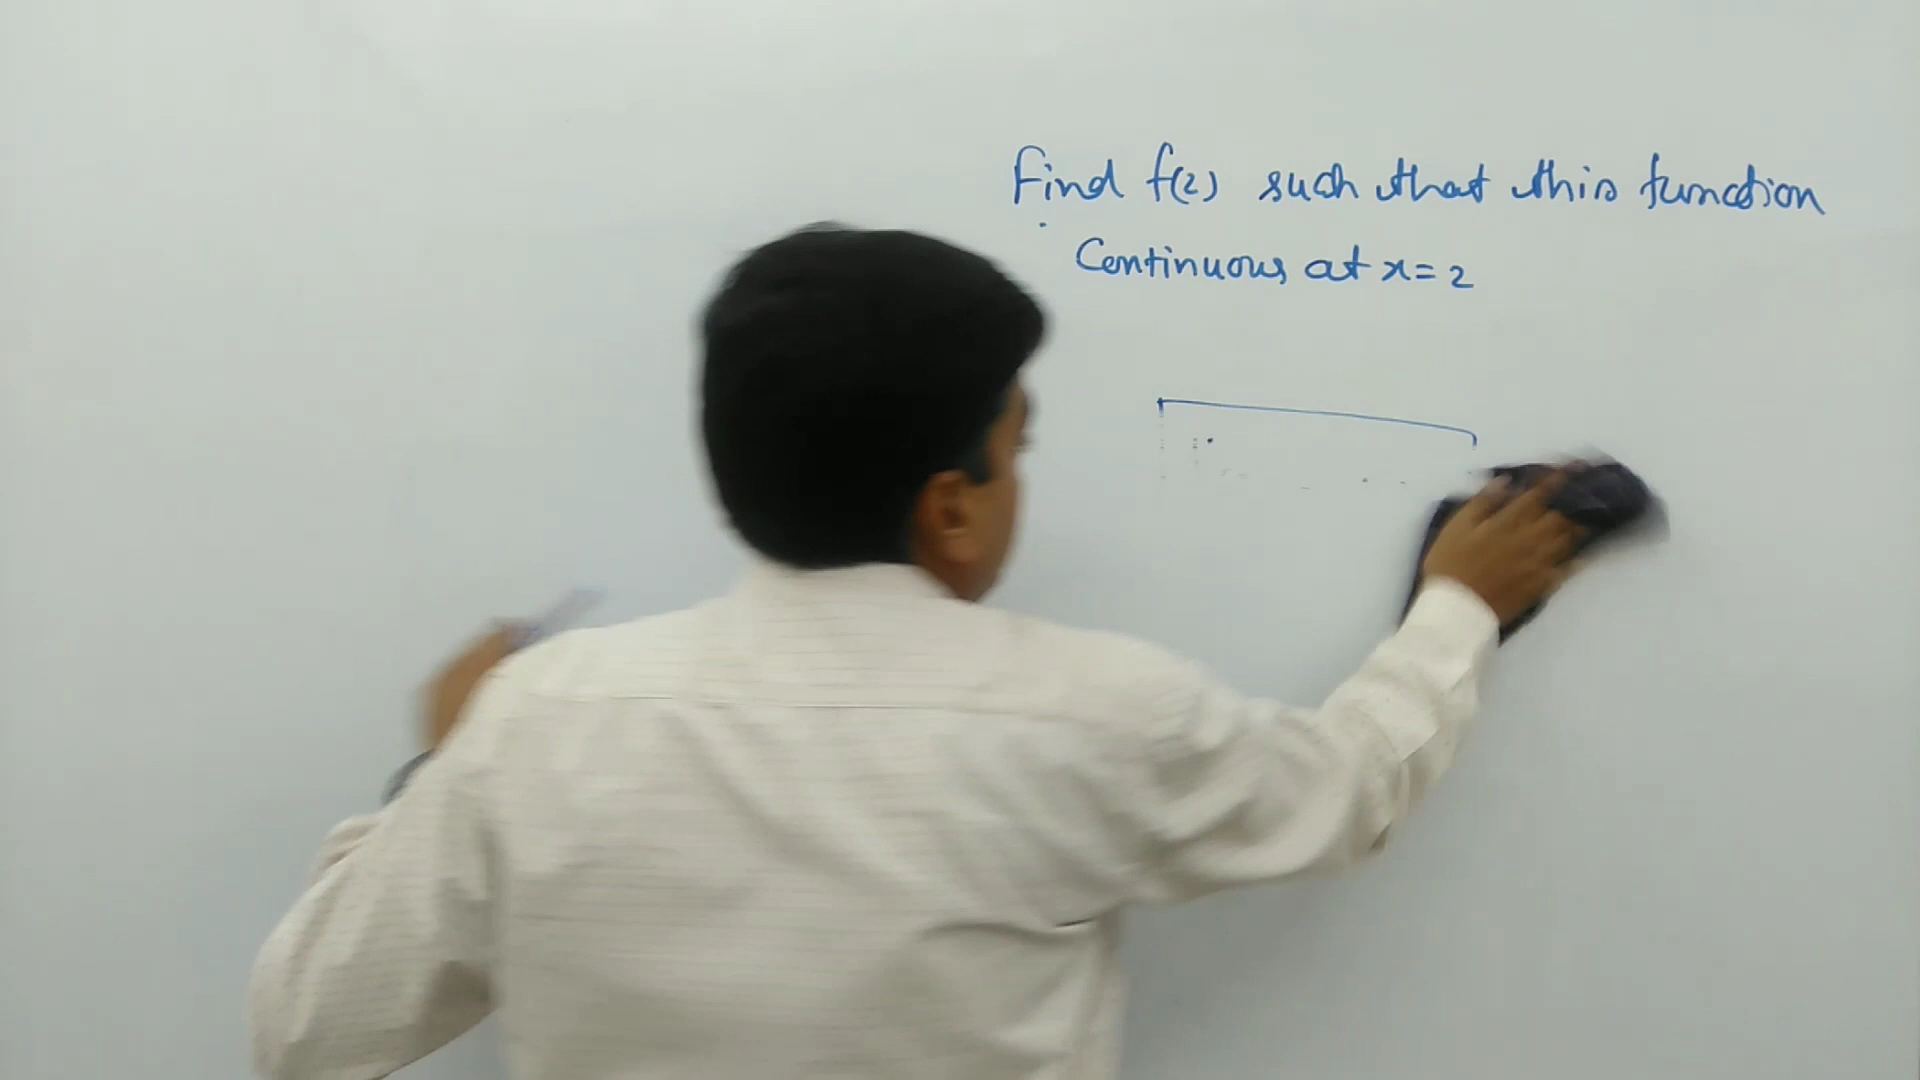 Find f(2) such that this function
Continuous at x=2